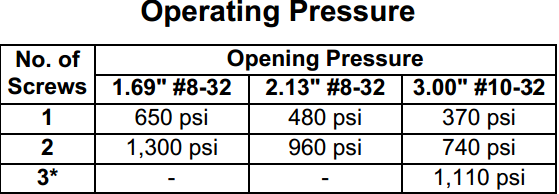 Operating Pressure
No. of Screws Opening Pressure
1.69" #8-32 2.13" #8-32 3.00" #10-32
1 650 psi 480 psi 370 psi
2 1,300 psi 960 psi 740 psi
3* - - 1,110 psi